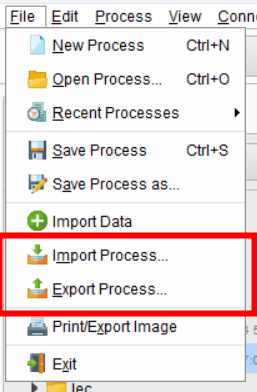 File Edit Process View Conn
New Process Ctrl+N
Open Process... Ctrl+O
Recent Processes
Save Process Ctrl+S
Save Process as...
Import Data
Import Process...
Export Process...
Print/Export Image
Exit